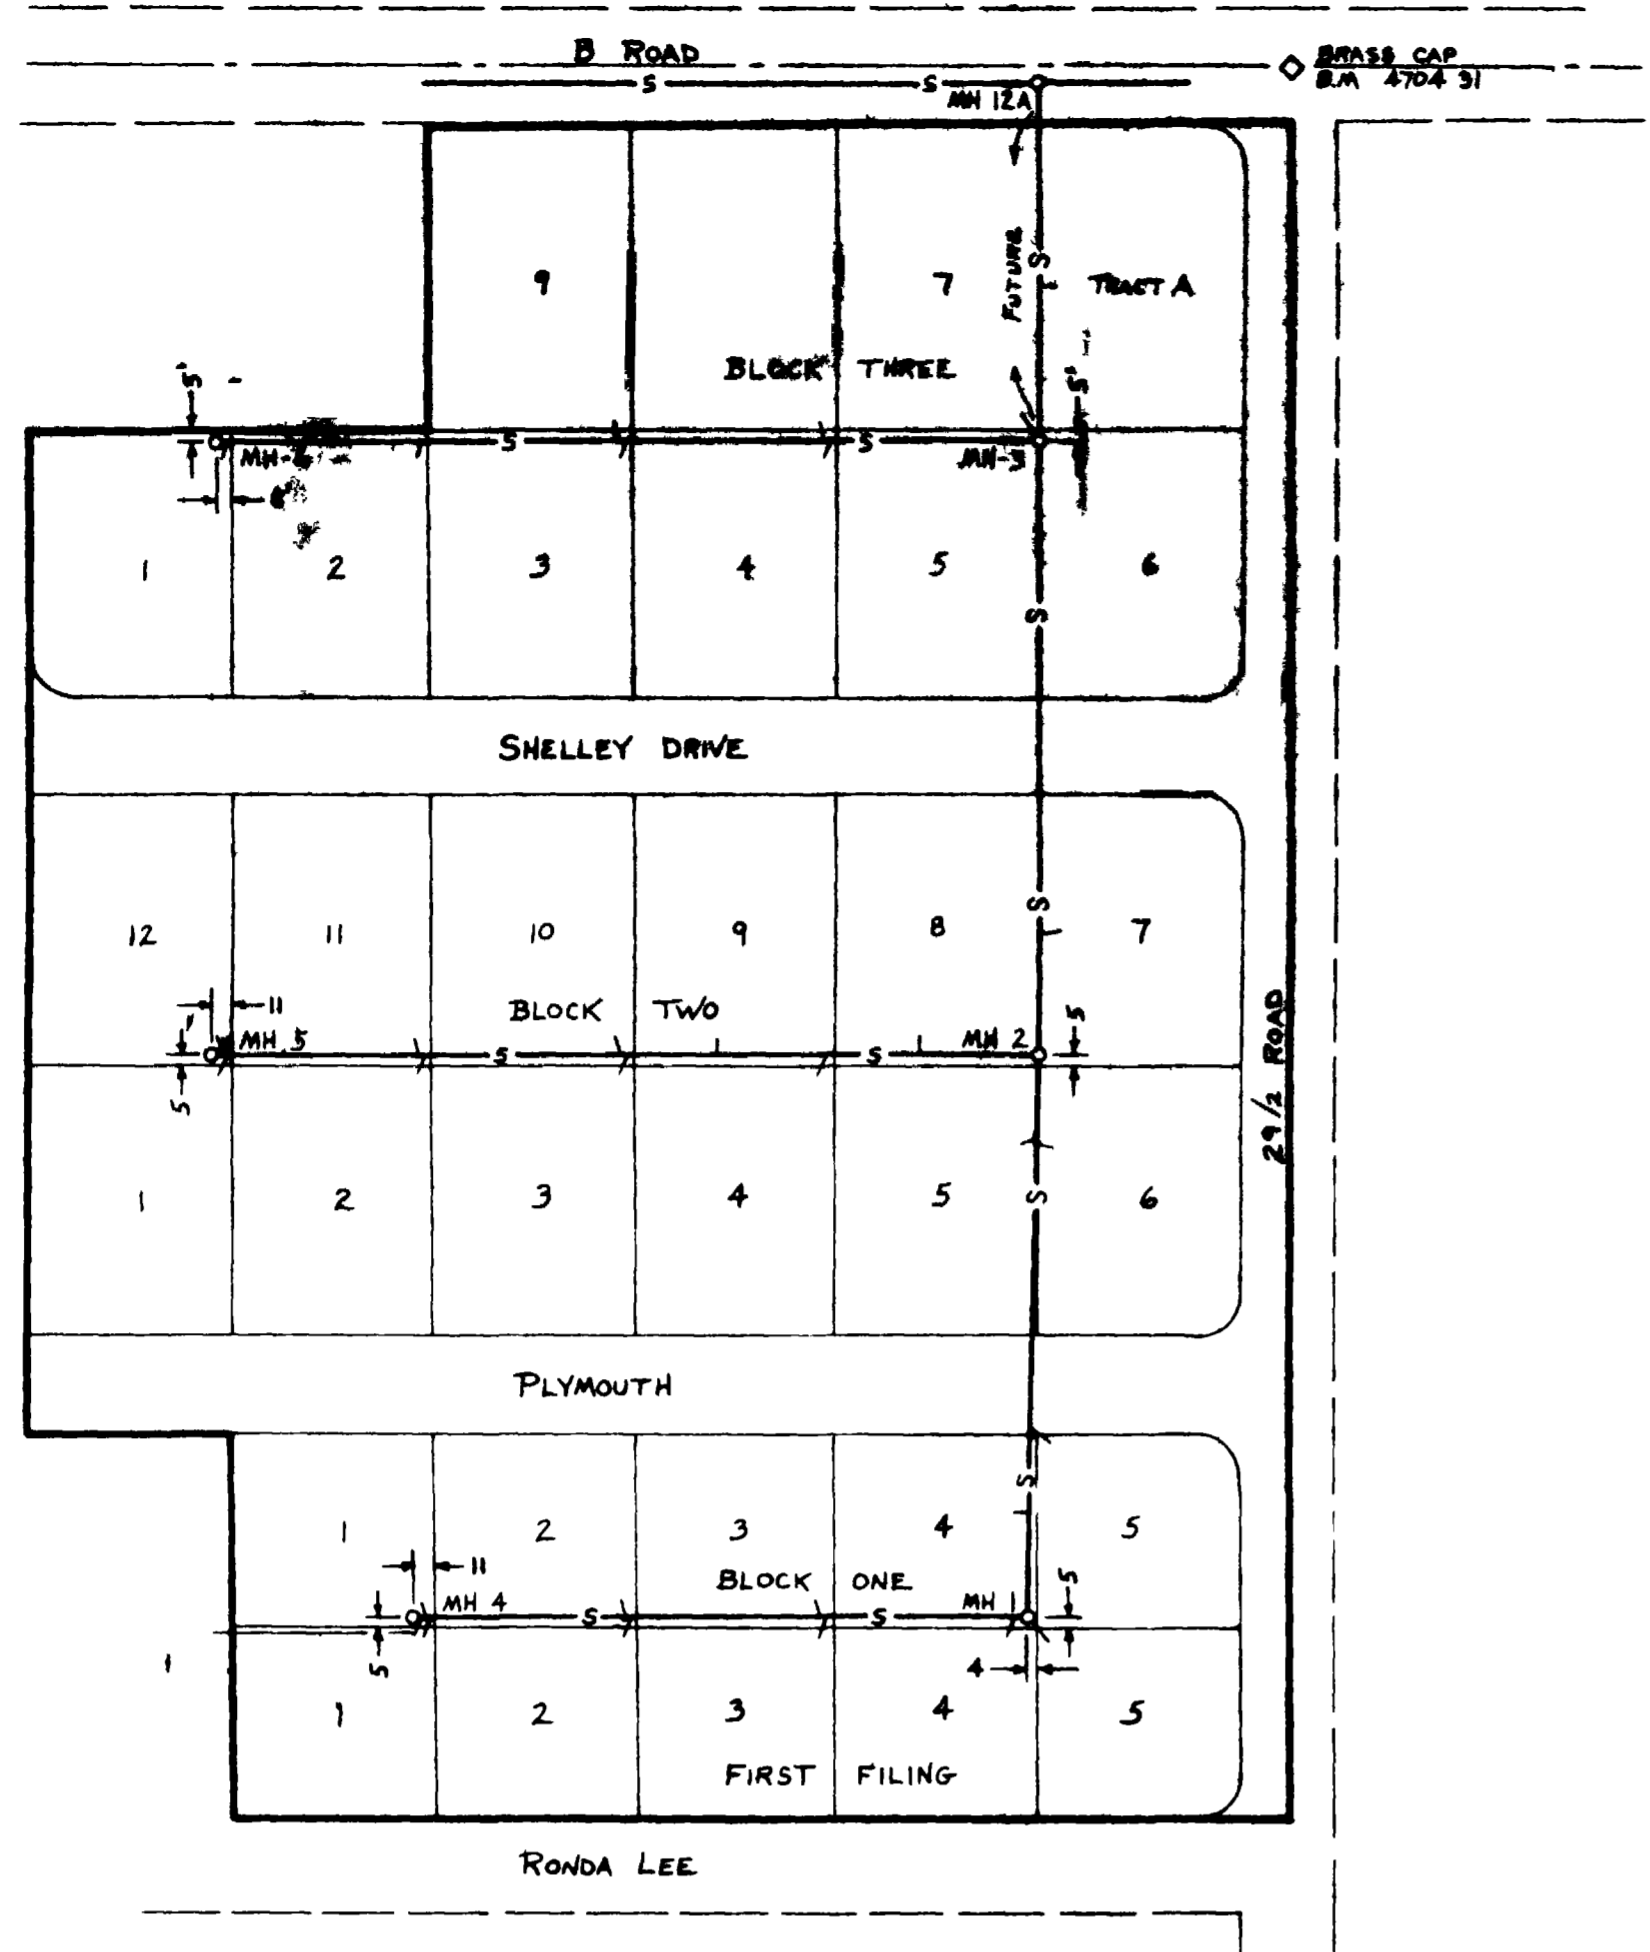 B ROAD
BRASS CAP
B.M 4704 31
S S
MH 12A
9 7 TRACT A
FUTURE
S
BLOCK THREE
5' 5'
S S
MH-3
6'
1 2 3 4 5 6
S
SHELLEY DRIVE
S
12 11 10 9 8 7
11 BLOCK TWO 5
MH 5 S S MH 2
5
29 1/2 ROAD
1 2 3 4 5 S 6
PLYMOUTH
S
1 2 3 4 5
11 BLOCK ONE 5
MH 4 S S MH 1
1 5 4
1 2 3 4 5
FIRST FILING
RONDA LEE